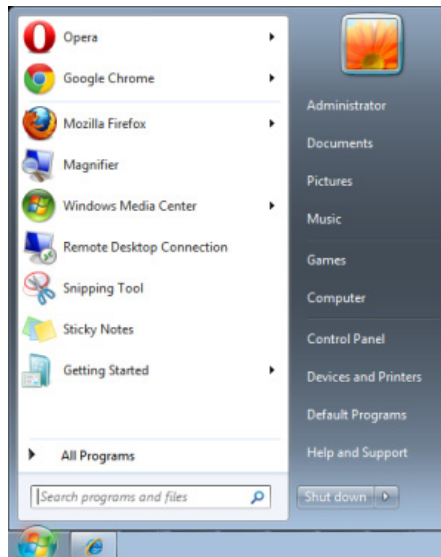 Opera
Google Chrome
Mozilla Firefox
Magnifier
Windows Media Center
Remote Desktop Connection
Snipping Tool
Sticky Notes
Getting Started
All Programs
Search programs and files
Administrator
Documents
Pictures
Music
Games
Computer
Control Panel
Devices and Printers
Default Programs
Help and Support
Shut down